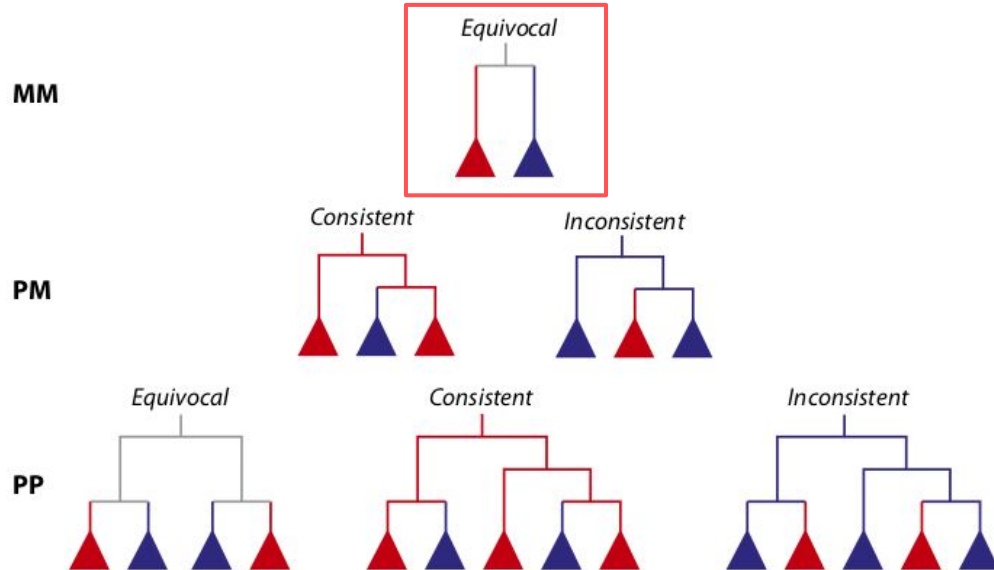 Equivocal
MM
Consistent
Inconsistent
PM
Equivocal
Consistent
Inconsistent
PP